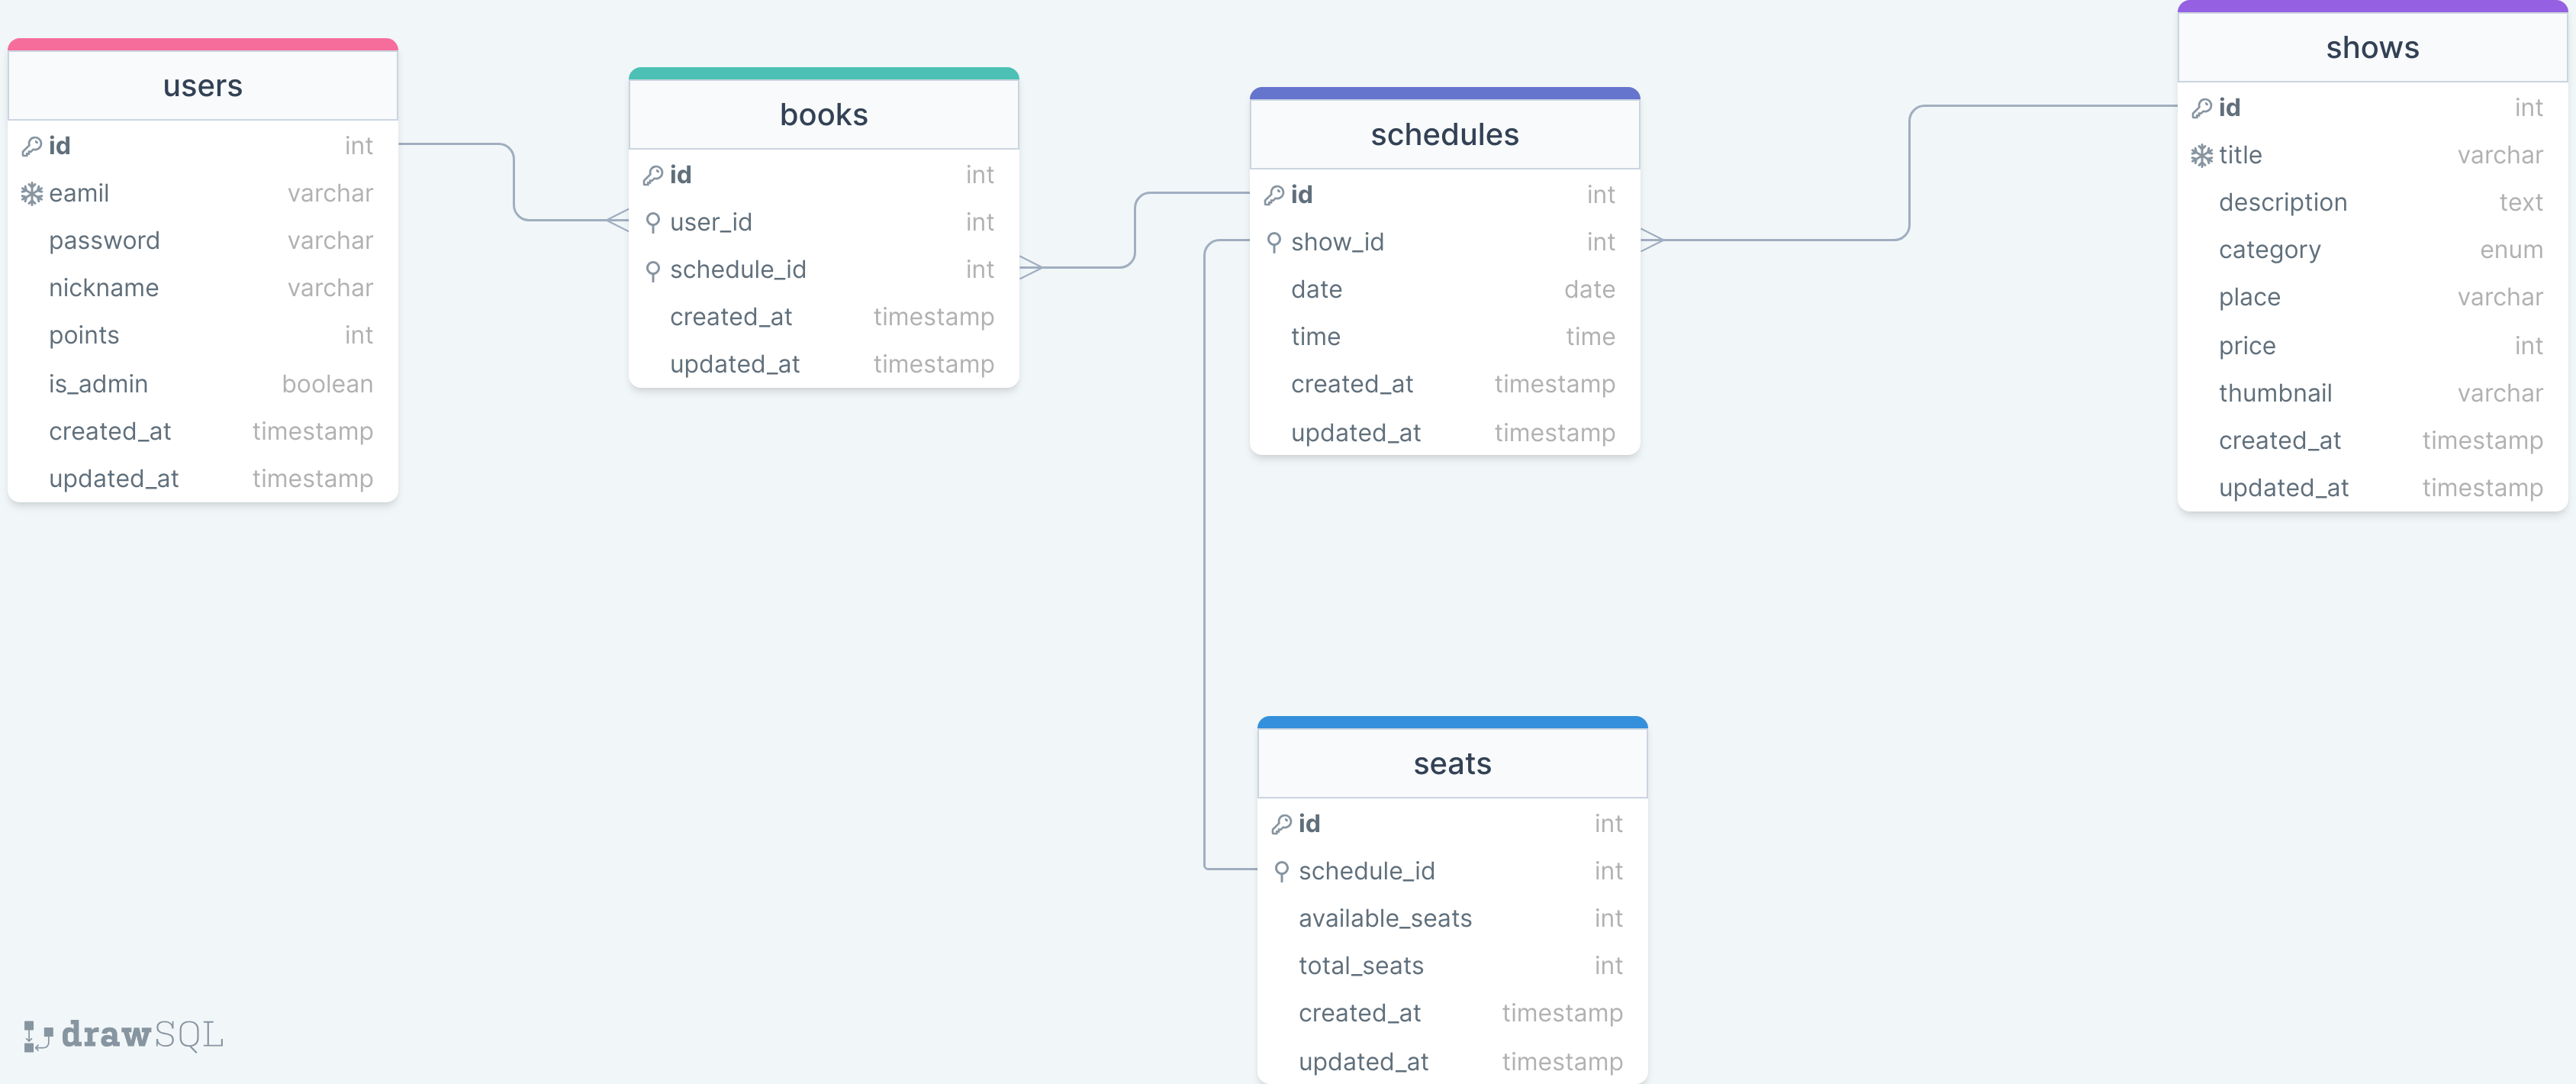 users
id int
eamil varchar
password varchar
nickname varchar
points int
is_admin boolean
created_at timestamp
updated_at timestamp
books
id int
user_id int
schedule_id int
created_at timestamp
updated_at timestamp
schedules
id int
show_id int
date date
time time
created_at timestamp
updated_at timestamp
shows
id int
title varchar
description text
category enum
place varchar
price int
thumbnail varchar
created_at timestamp
updated_at timestamp
seats
id int
schedule_id int
available_seats int
total_seats int
created_at timestamp
updated_at timestamp
drawSQL